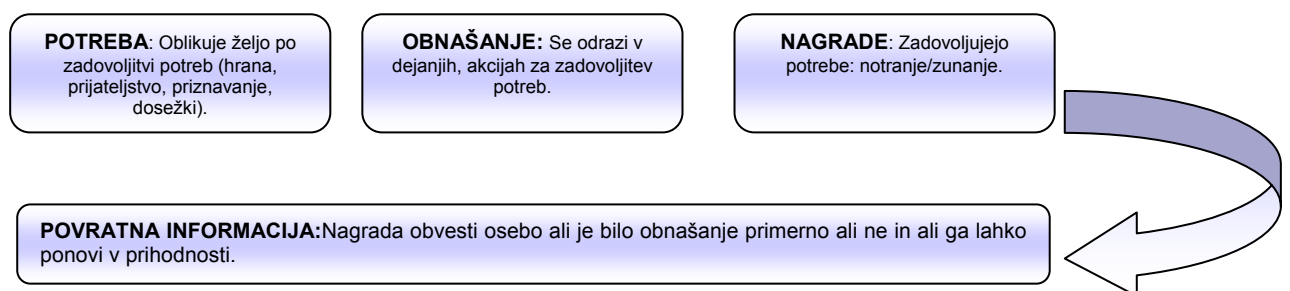 POTREBA: Oblikuje željo po
zadovoljitvi potreb (hrana,
prijateljstvo, priznavanje,
dosežki).
OBNAŠANJE: Se odrazi v
dejanjih, akcijah za zadovoljitev
potreb.
NAGRADE: Zadovoljujejo
potrebe: notranje/zunanje.
POVRATNA INFORMACIJA:Nagrada obvesti osebo ali je bilo obnašanje primerno ali ne in ali ga lahko
ponovi v prihodnosti.